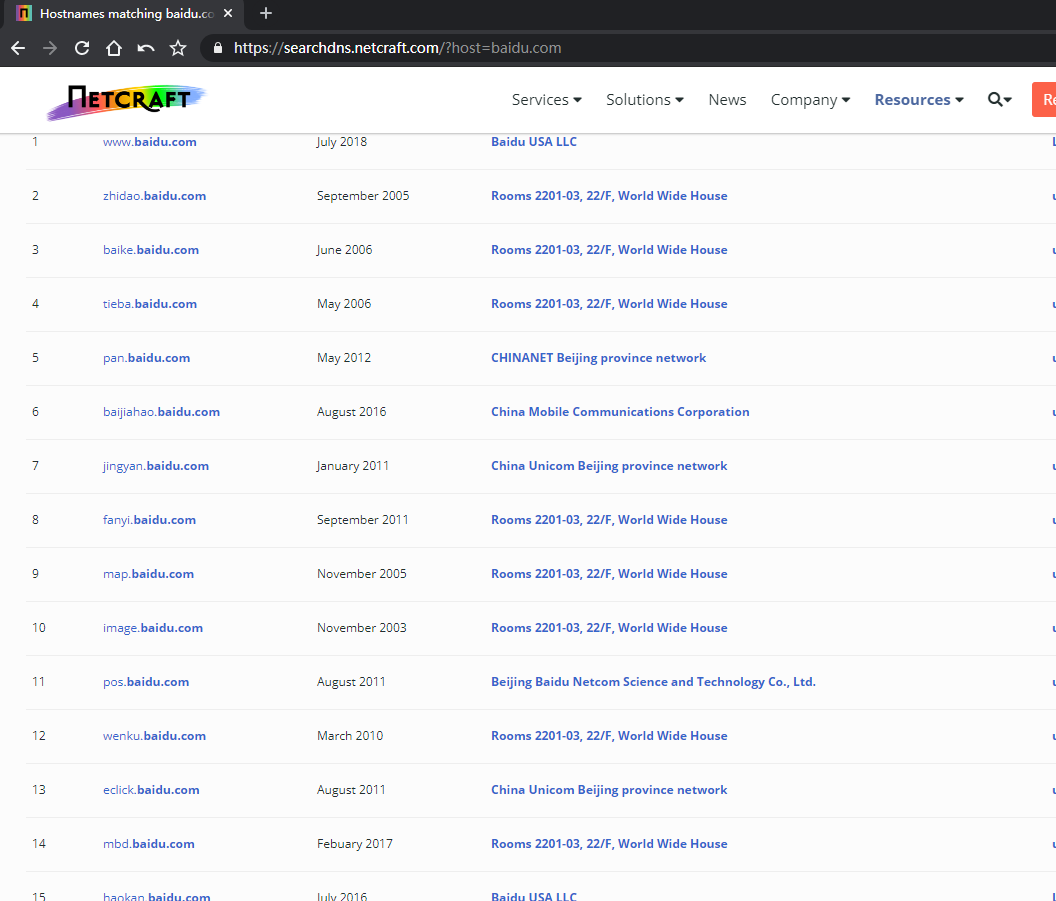 Hostnames matching baidu.co
https://searchdns.netcraft.com/?host=baidu.com
NETCRAFT Services Solutions News Company Resources Re
1 www.baidu.com July 2018 Baidu USA LLC
2 zhidao.baidu.com September 2005 Rooms 2201-03, 22/F, World Wide House
3 baike.baidu.com June 2006 Rooms 2201-03, 22/F, World Wide House
4 tieba.baidu.com May 2006 Rooms 2201-03, 22/F, World Wide House
5 pan.baidu.com May 2012 CHINANET Beijing province network
6 baijiahao.baidu.com August 2016 China Mobile Communications Corporation
7 jingyan.baidu.com January 2011 China Unicom Beijing province network
8 fanyi.baidu.com September 2011 Rooms 2201-03, 22/F, World Wide House
9 map.baidu.com November 2005 Rooms 2201-03, 22/F, World Wide House
10 image.baidu.com November 2003 Rooms 2201-03, 22/F, World Wide House
11 pos.baidu.com August 2011 Beijing Baidu Netcom Science and Technology Co., Ltd.
12 wenku.baidu.com March 2010 Rooms 2201-03, 22/F, World Wide House
13 eclick.baidu.com August 2011 China Unicom Beijing province network
14 mbd.baidu.com Febuary 2017 Rooms 2201-03, 22/F, World Wide House
15 haokan.baidu.com July 2016 Baidu USA LLC